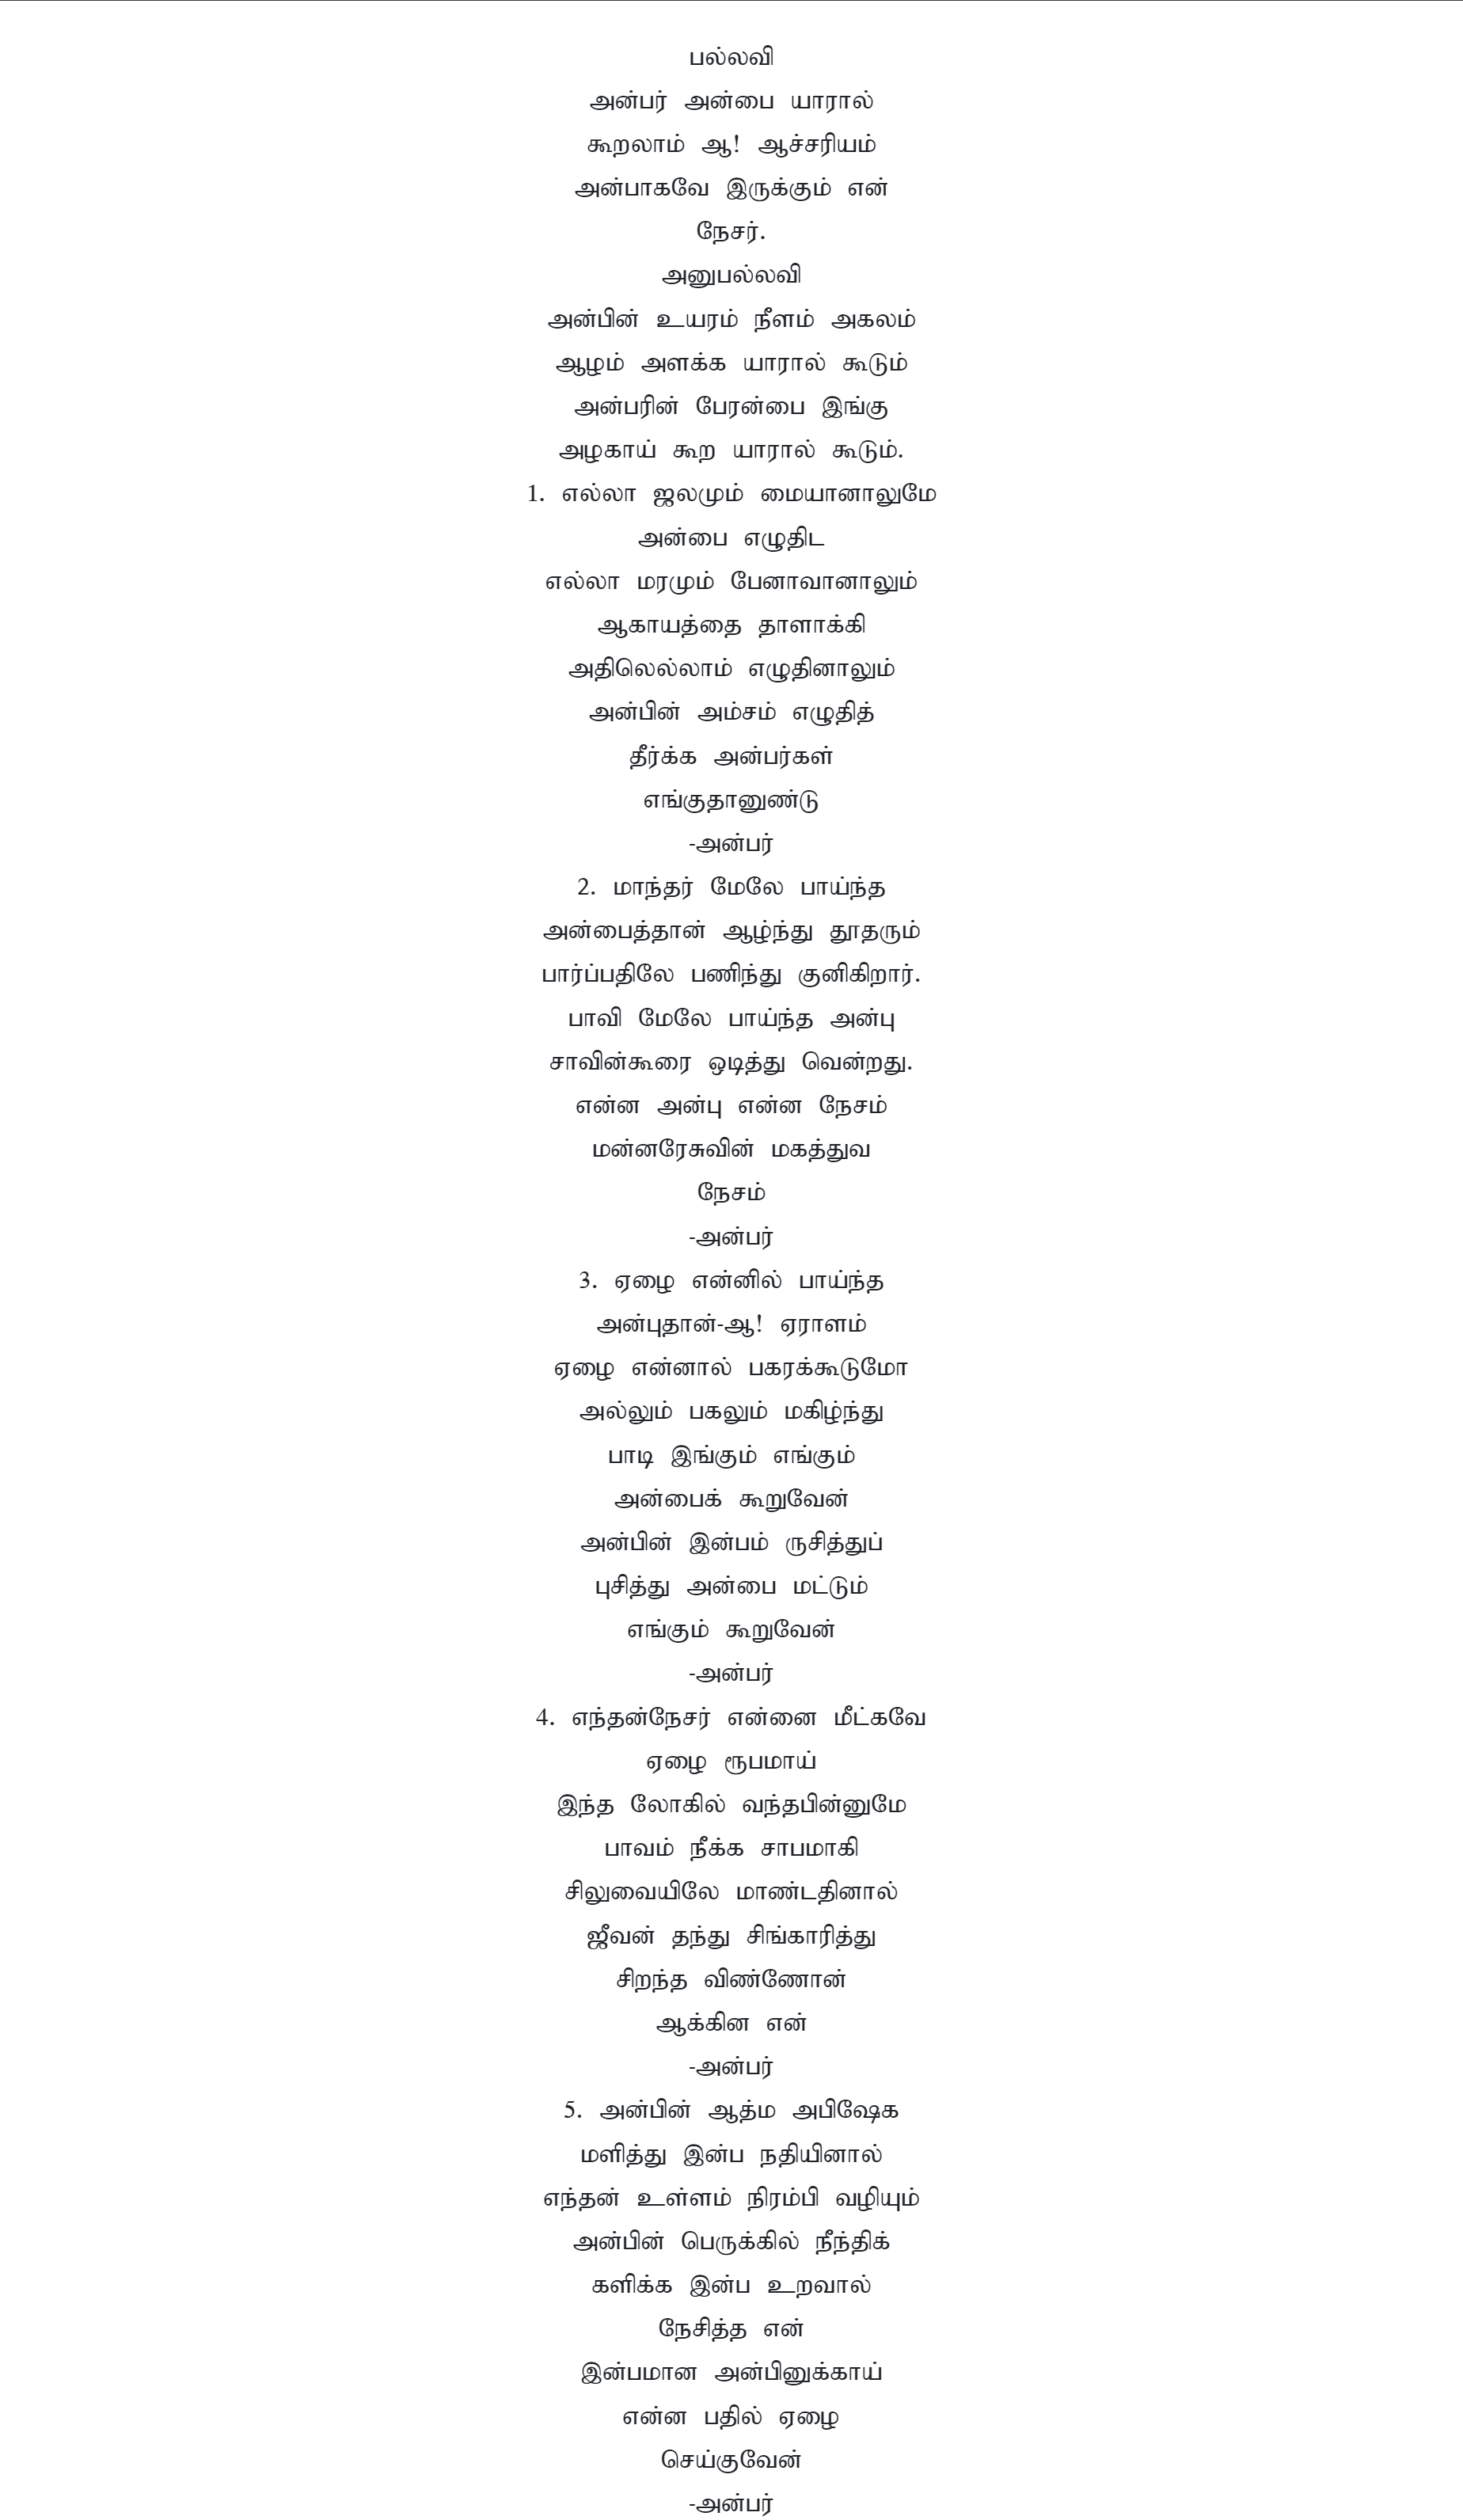 பல்லவி
அன்பர் அன்பை யாரால்
கூறலாம் ஆ! ஆச்சரியம்
அன்பாகவே இருக்கும் என்
நேசர்.
அனுபல்லவி
அன்பின் உயரம் நீளம் அகலம்
ஆழம் அளக்க யாரால் கூடும்
அன்பரின் பேரன்பை இங்கு
அழகாய் கூற யாரால் கூடும்.
1. எல்லா ஜலமும் மையானாலுமே
அன்பை எழுதிட
எல்லா மரமும் பேனாவானாலும்
ஆகாயத்தை தாளாக்கி
அதிலெல்லாம் எழுதினாலும்
அன்பின் அம்சம் எழுதித்
தீர்க்க அன்பர்கள்
எங்குதானுண்டு
-அன்பர்
2. மாந்தர் மேலே பாய்ந்த
அன்பைத்தான் ஆழ்ந்து தூதரும்
பார்ப்பதிலே பணிந்து குனிகிறார்.
பாவி மேலே பாய்ந்த அன்பு
சாவின்கூரை ஒடித்து வென்றது.
என்ன அன்பு என்ன நேசம்
மன்னரேசுவின் மகத்துவ
நேசம்
-அன்பர்
3. ஏழை என்னில் பாய்ந்த
அன்புதான்-ஆ! ஏராளம்
ஏழை என்னால் பகரக்கூடுமோ
அல்லும் பகலும் மகிழ்ந்து
பாடி இங்கும் எங்கும்
அன்பைக் கூறுவேன்
அன்பின் இன்பம் ருசித்துப்
புசித்து அன்பை மட்டும்
எங்கும் கூறுவேன்
-அன்பர்
4. எந்தன்நேசர் என்னை மீட்கவே
ஏழை ரூபமாய்
இந்த லோகில் வந்தபின்னுமே
பாவம் நீக்க சாபமாகி
சிலுவையிலே மாண்டதினால்
ஜீவன் தந்து சிங்காரித்து
சிறந்த விண்ணோன்
ஆக்கின என்
-அன்பர்
5. அன்பின் ஆத்ம அபிஷேக
மளித்து இன்ப நதியினால்
எந்தன் உள்ளம் நிரம்பி வழியும்
அன்பின் பெருக்கில் நீந்திக்
களிக்க இன்ப உறவால்
நேசித்த என்
இன்பமான அன்பினுக்காய்
என்ன பதில் ஏழை
செய்குவேன்
-அன்பர்